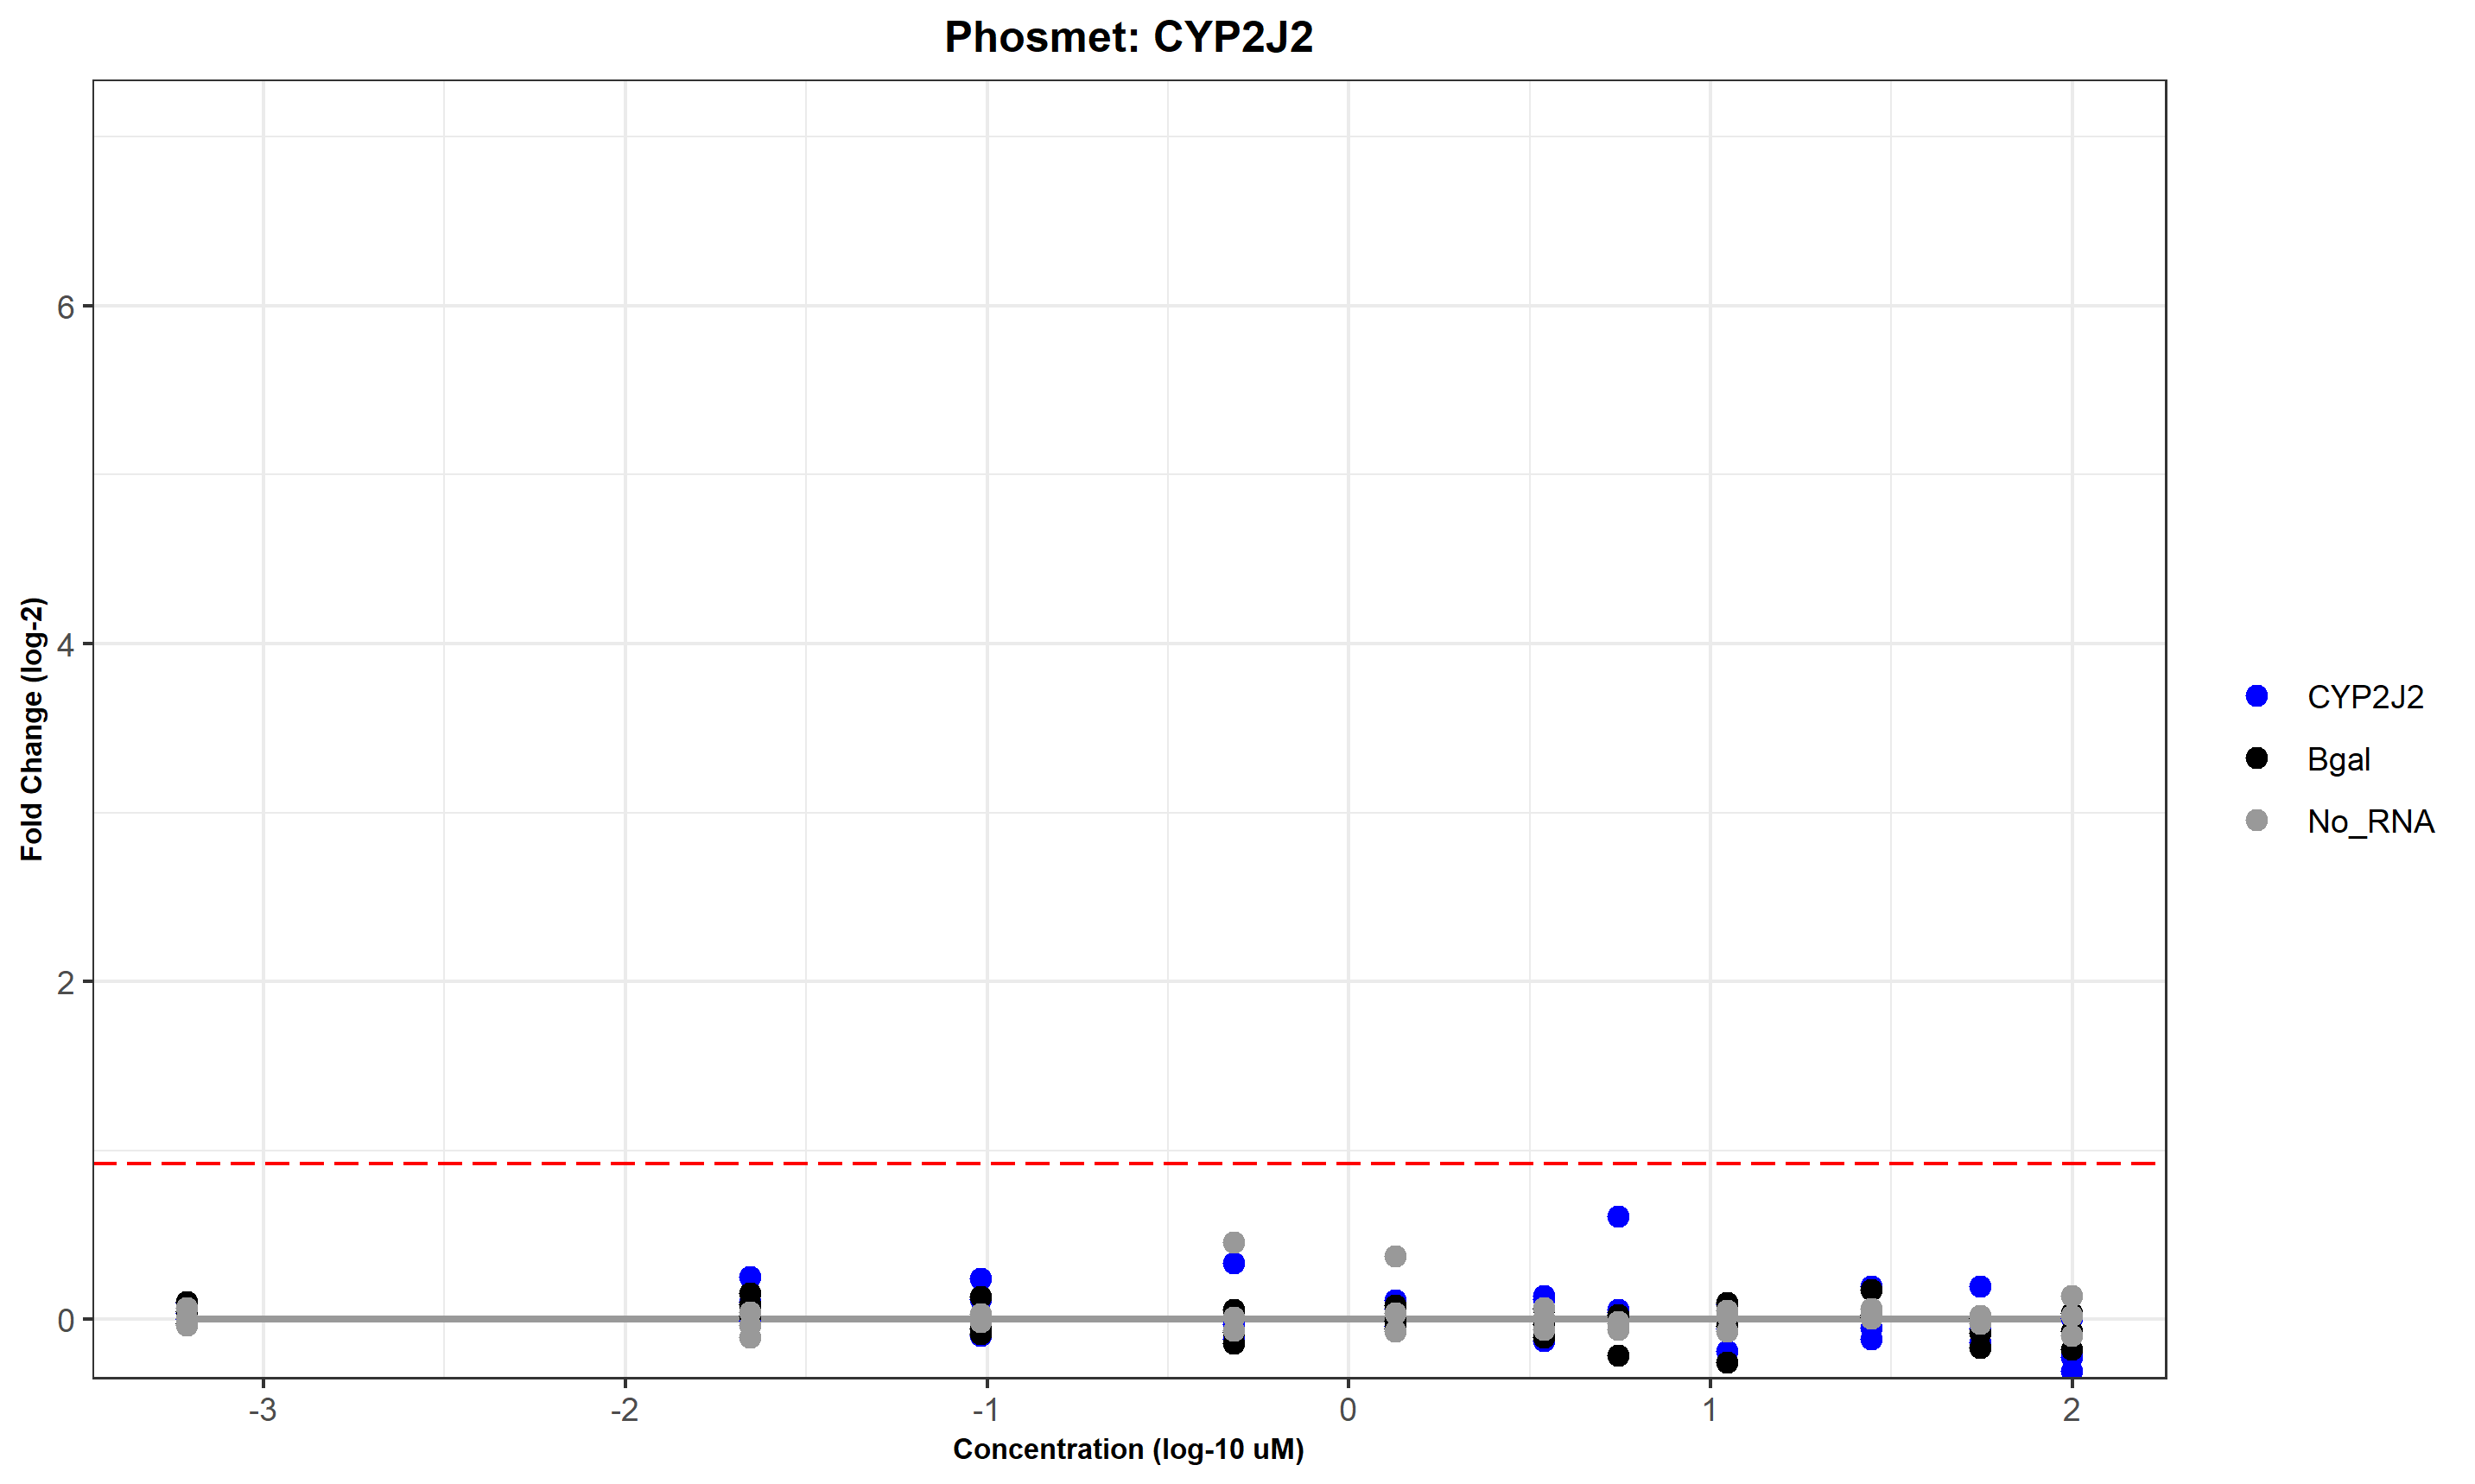 Phosmet: CYP2J2
Fold Change (log-2)
6
4
2
0
-3
-2
-1
0
1
2
Concentration (log-10 uM)
CYP2J2
Bgal
No_RNA